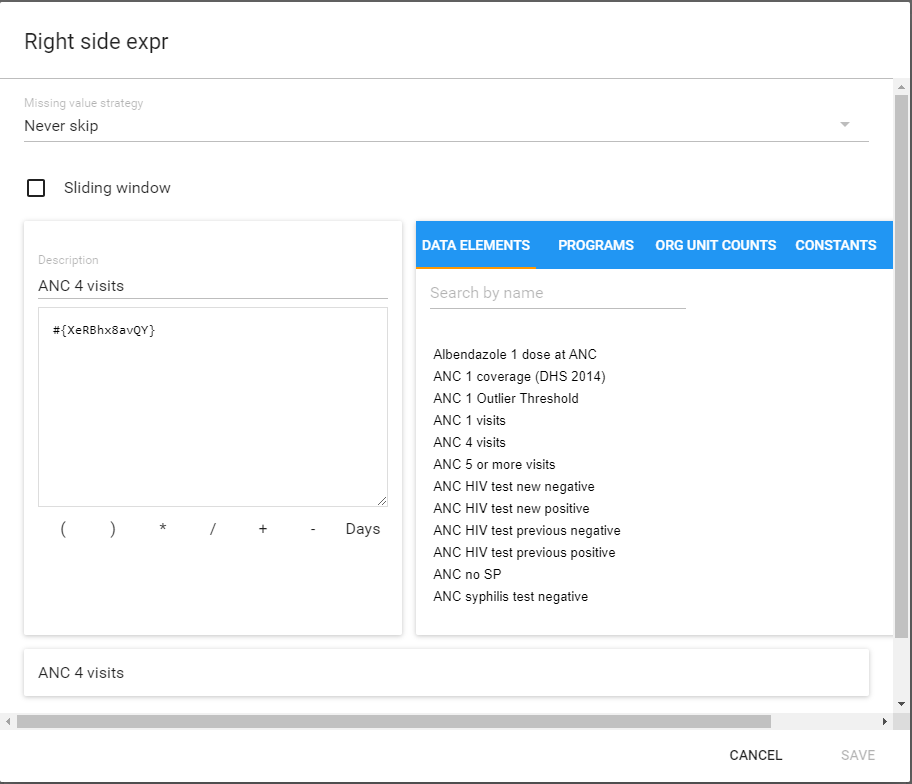 Right side expr
Missing value strategy
Never skip
Sliding window
Description
ANC 4 visits
#{XeRBhx8avQY}
( ) * / + - Days
DATA ELEMENTS PROGRAMS ORG UNIT COUNTS CONSTANTS
Search by name
Albendazole 1 dose at ANC
ANC 1 coverage (DHS 2014)
ANC 1 Outlier Threshold
ANC 1 visits
ANC 4 visits
ANC 5 or more visits
ANC HIV test new negative
ANC HIV test new positive
ANC HIV test previous negative
ANC HIV test previous positive
ANC no SP
ANC syphilis test negative
ANC 4 visits
CANCEL SAVE